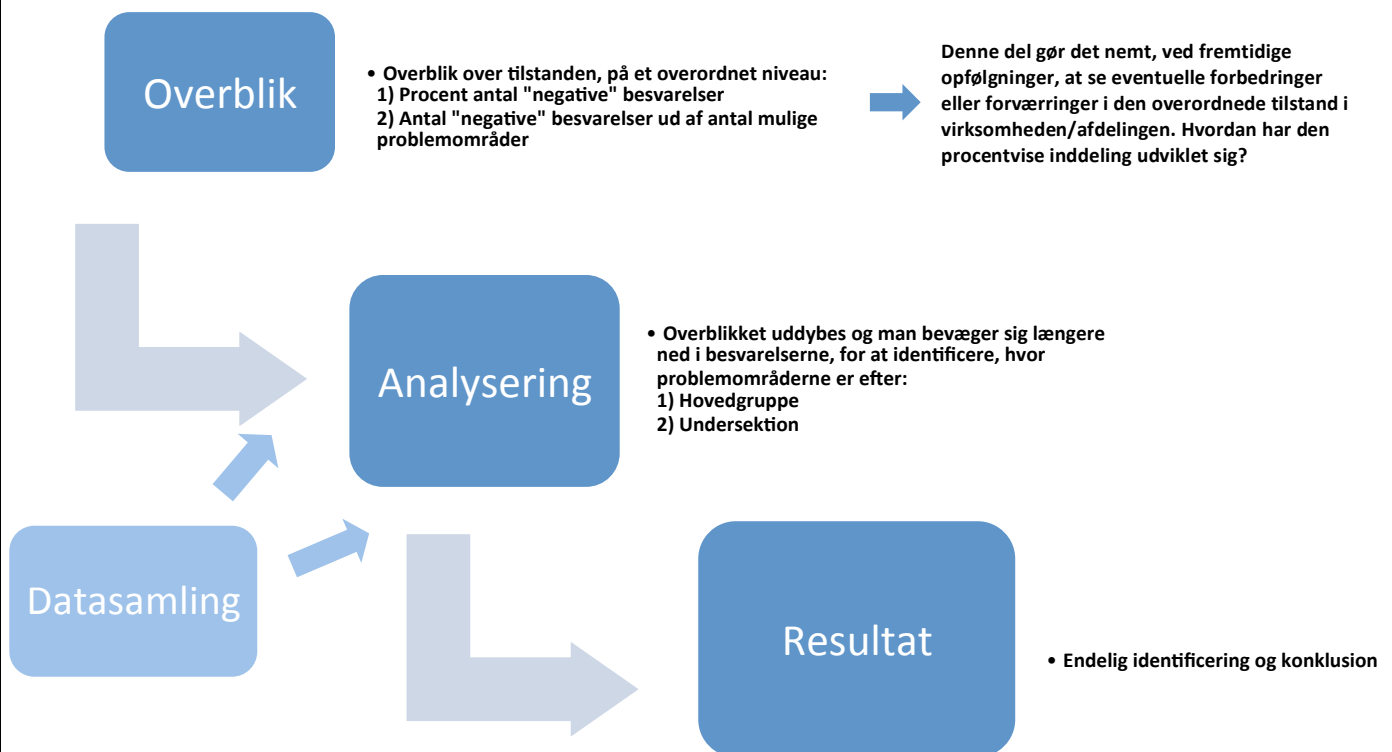 Overblik
• Overblik over tilstanden, på et overordnet niveau:
1) Procent antal "negative" besvarelser
2) Antal "negative" besvarelser ud af antal mulige
problemområder
Denne del gør det nemt, ved fremtidige
opfølgninger, at se eventuelle forbedringer
eller forværringer i den overordnede tilstand i
virksomheden/afdelingen. Hvordan har den
procentvise inddeling udviklet sig?
Analysering
• Overblikket uddybes og man bevæger sig længere
ned i besvarelserne, for at identificere, hvor
problemområderne er efter:
1) Hovedgruppe
2) Undersektion
Datasamling
Resultat
• Endelig identificering og konklusion